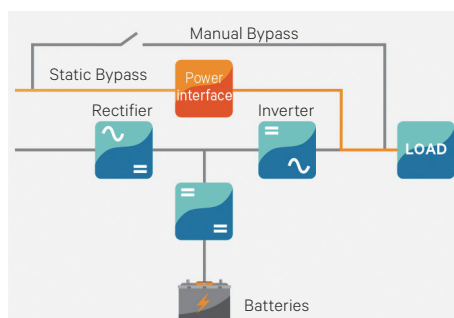 Manual Bypass
Static Bypass
Power
interface
Rectifier
Inverter
LOAD
Batteries